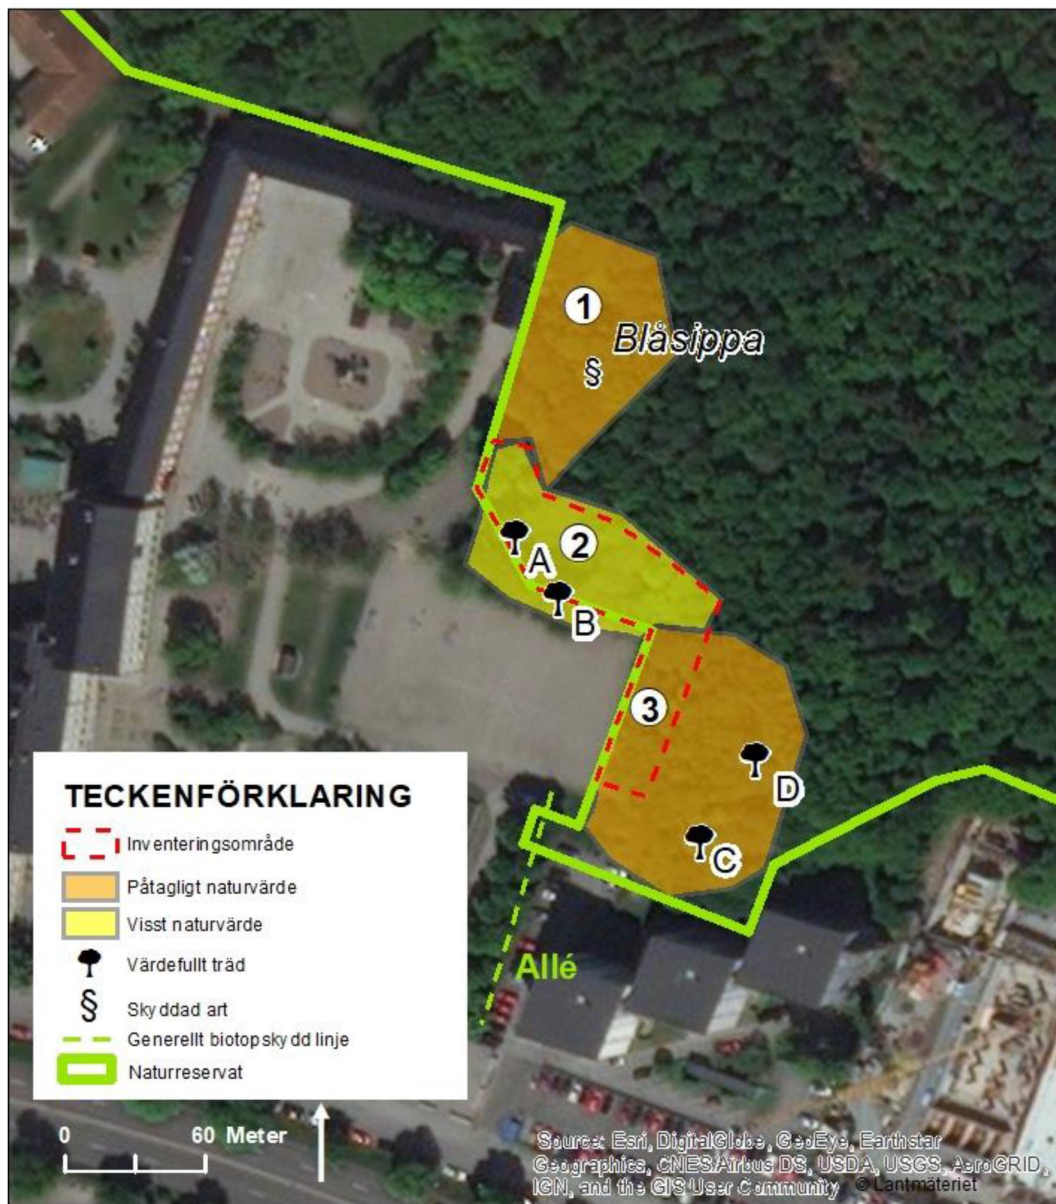 1
Blåsippa
§
2
A
B
3
D
C
Allé
TECKENFÖRKLARING
Inventeringsområde
Påtagligt naturvärde
Visst naturvärde
Värdefullt träd
§ Skyddad art
Generellt biotopskydd linje
Naturreservat
0 60 Meter
Source: Esri, DigitalGlobe, GeoEye, Earthstar
Geographics, CNES/Airbus DS, USDA, USGS, AeroGRID,
IGN, and the GIS User Community © Lantmäteriet